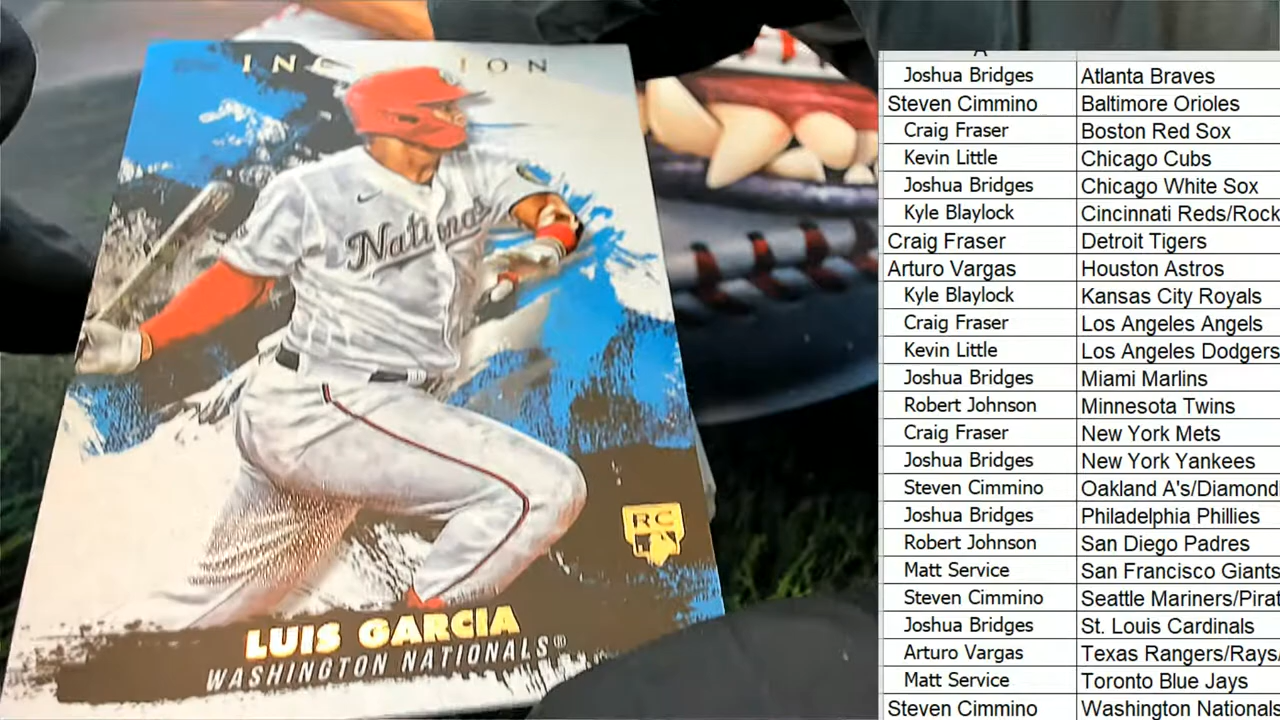 INCEPTION
Nationals
RC
LUIS GARCIA
WASHINGTON NATIONALS®
A
Joshua Bridges Atlanta Braves
Steven Cimmino Baltimore Orioles
Craig Fraser Boston Red Sox
Kevin Little Chicago Cubs
Joshua Bridges Chicago White Sox
Kyle Blaylock Cincinnati Reds/Rock
Craig Fraser Detroit Tigers
Arturo Vargas Houston Astros
Kyle Blaylock Kansas City Royals
Craig Fraser Los Angeles Angels
Kevin Little Los Angeles Dodgers
Joshua Bridges Miami Marlins
Robert Johnson Minnesota Twins
Craig Fraser New York Mets
Joshua Bridges New York Yankees
Steven Cimmino Oakland A's/Diamond
Joshua Bridges Philadelphia Phillies
Robert Johnson San Diego Padres
Matt Service San Francisco Giants
Steven Cimmino Seattle Mariners/Pirat
Joshua Bridges St. Louis Cardinals
Arturo Vargas Texas Rangers/Rays/
Matt Service Toronto Blue Jays
Steven Cimmino Washington Nationals